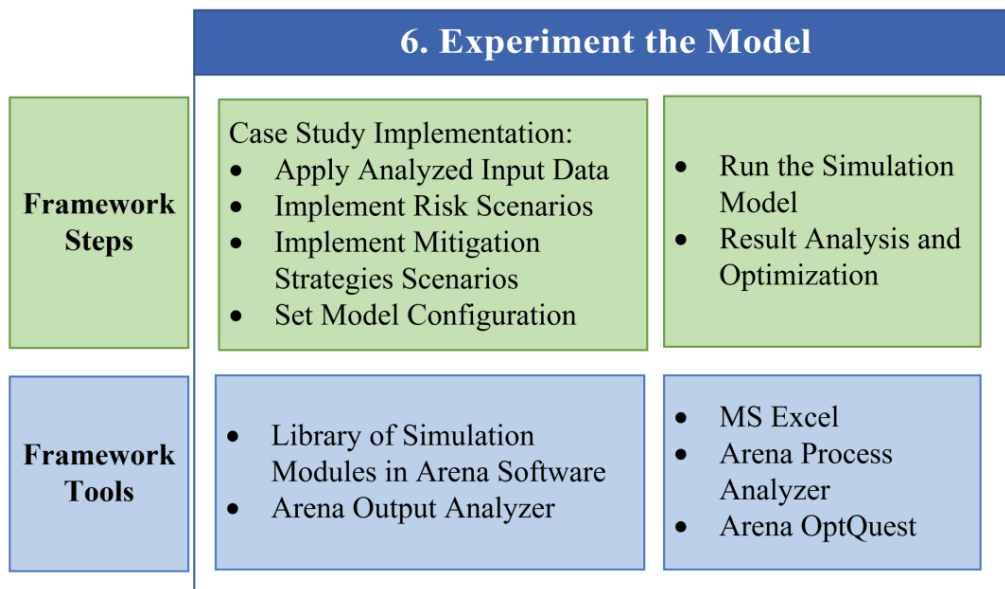 6. Experiment the Model
Framework
Steps
Case Study Implementation:
• Apply Analyzed Input Data
• Implement Risk Scenarios
• Implement Mitigation
Strategies Scenarios
• Set Model Configuration
• Run the Simulation
Model
• Result Analysis and
Optimization
Framework
Tools
• Library of Simulation
Modules in Arena Software
• Arena Output Analyzer
• MS Excel
• Arena Process
Analyzer
• Arena OptQuest